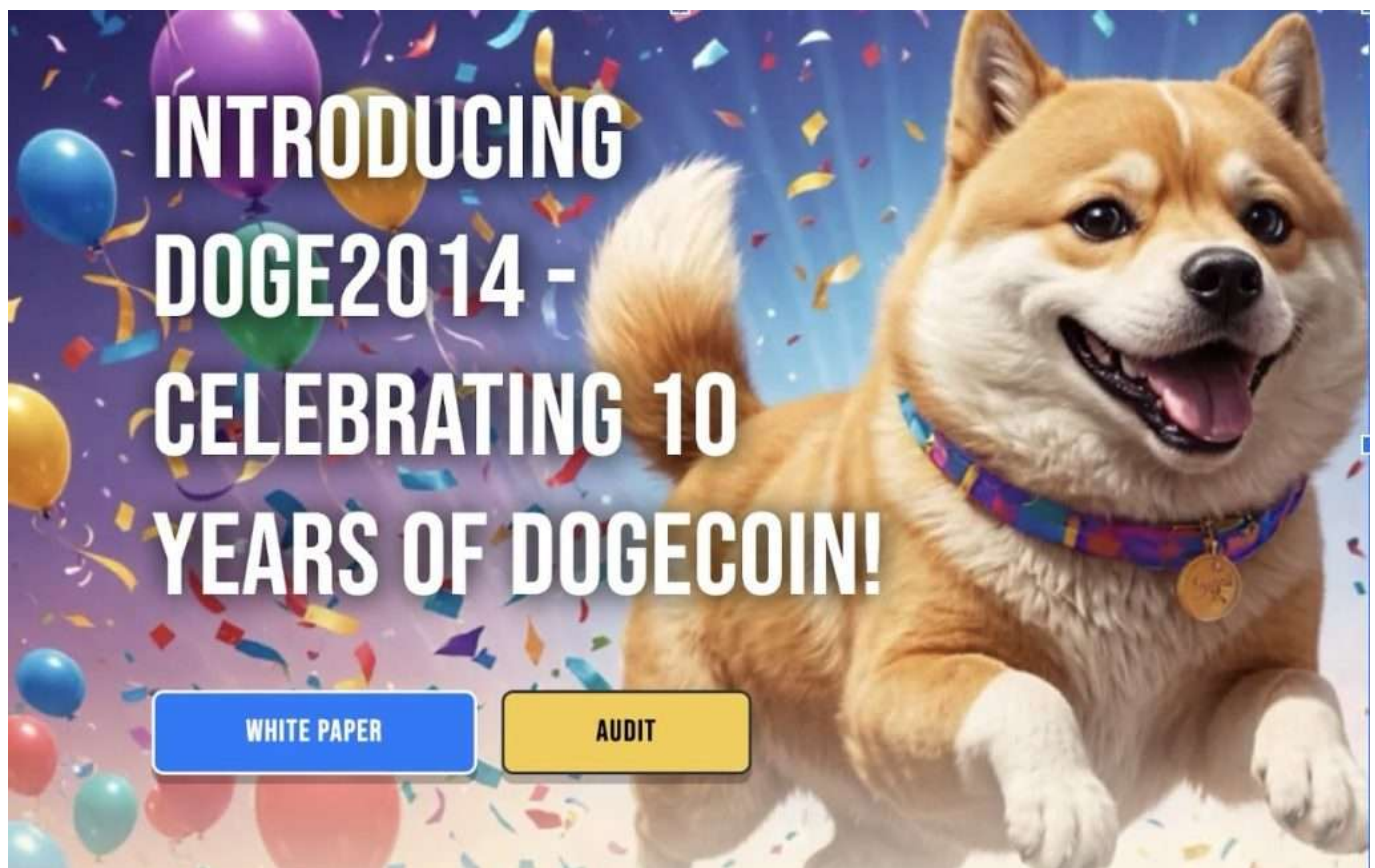 INTRODUCING
DOGE2014 -
CELEBRATING 10
YEARS OF DOGECOIN!
WHITE PAPER
AUDIT